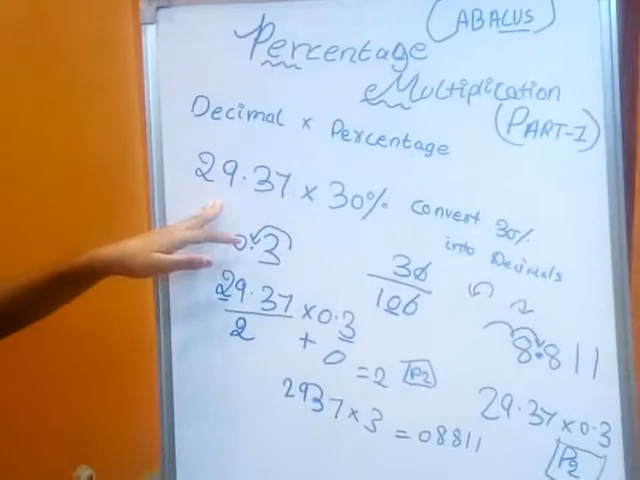 (ABALUS)
Percentage
Multiplication
(PART-1)
Decimal x Percentage
29.37 x 30% Convert 30%
into Decimals
0.3
30/100
29.37 x 0.3
2 + 0 = 2 P2
8.811
2937 x 3 = 08811
29.37 x 0.3
P2